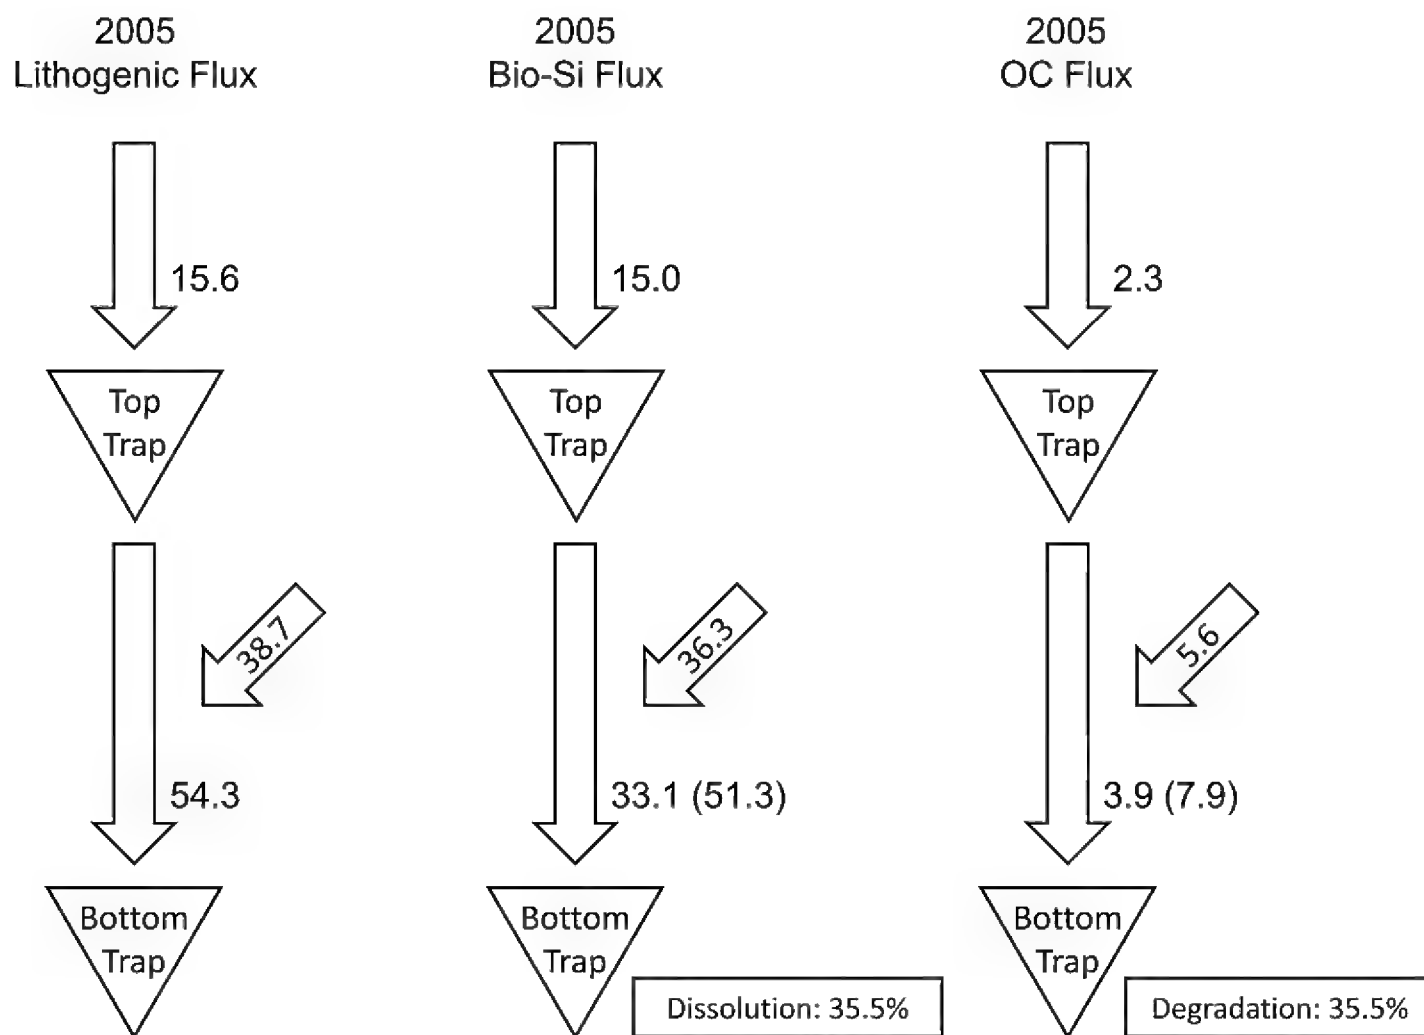 2005
Lithogenic Flux
15.6
Top
Trap
38.7
54.3
Bottom
Trap
2005
Bio-Si Flux
15.0
Top
Trap
36.3
33.1 (51.3)
Bottom
Trap
Dissolution: 35.5%
2005
OC Flux
2.3
Top
Trap
5.6
3.9 (7.9)
Bottom
Trap
Degradation: 35.5%